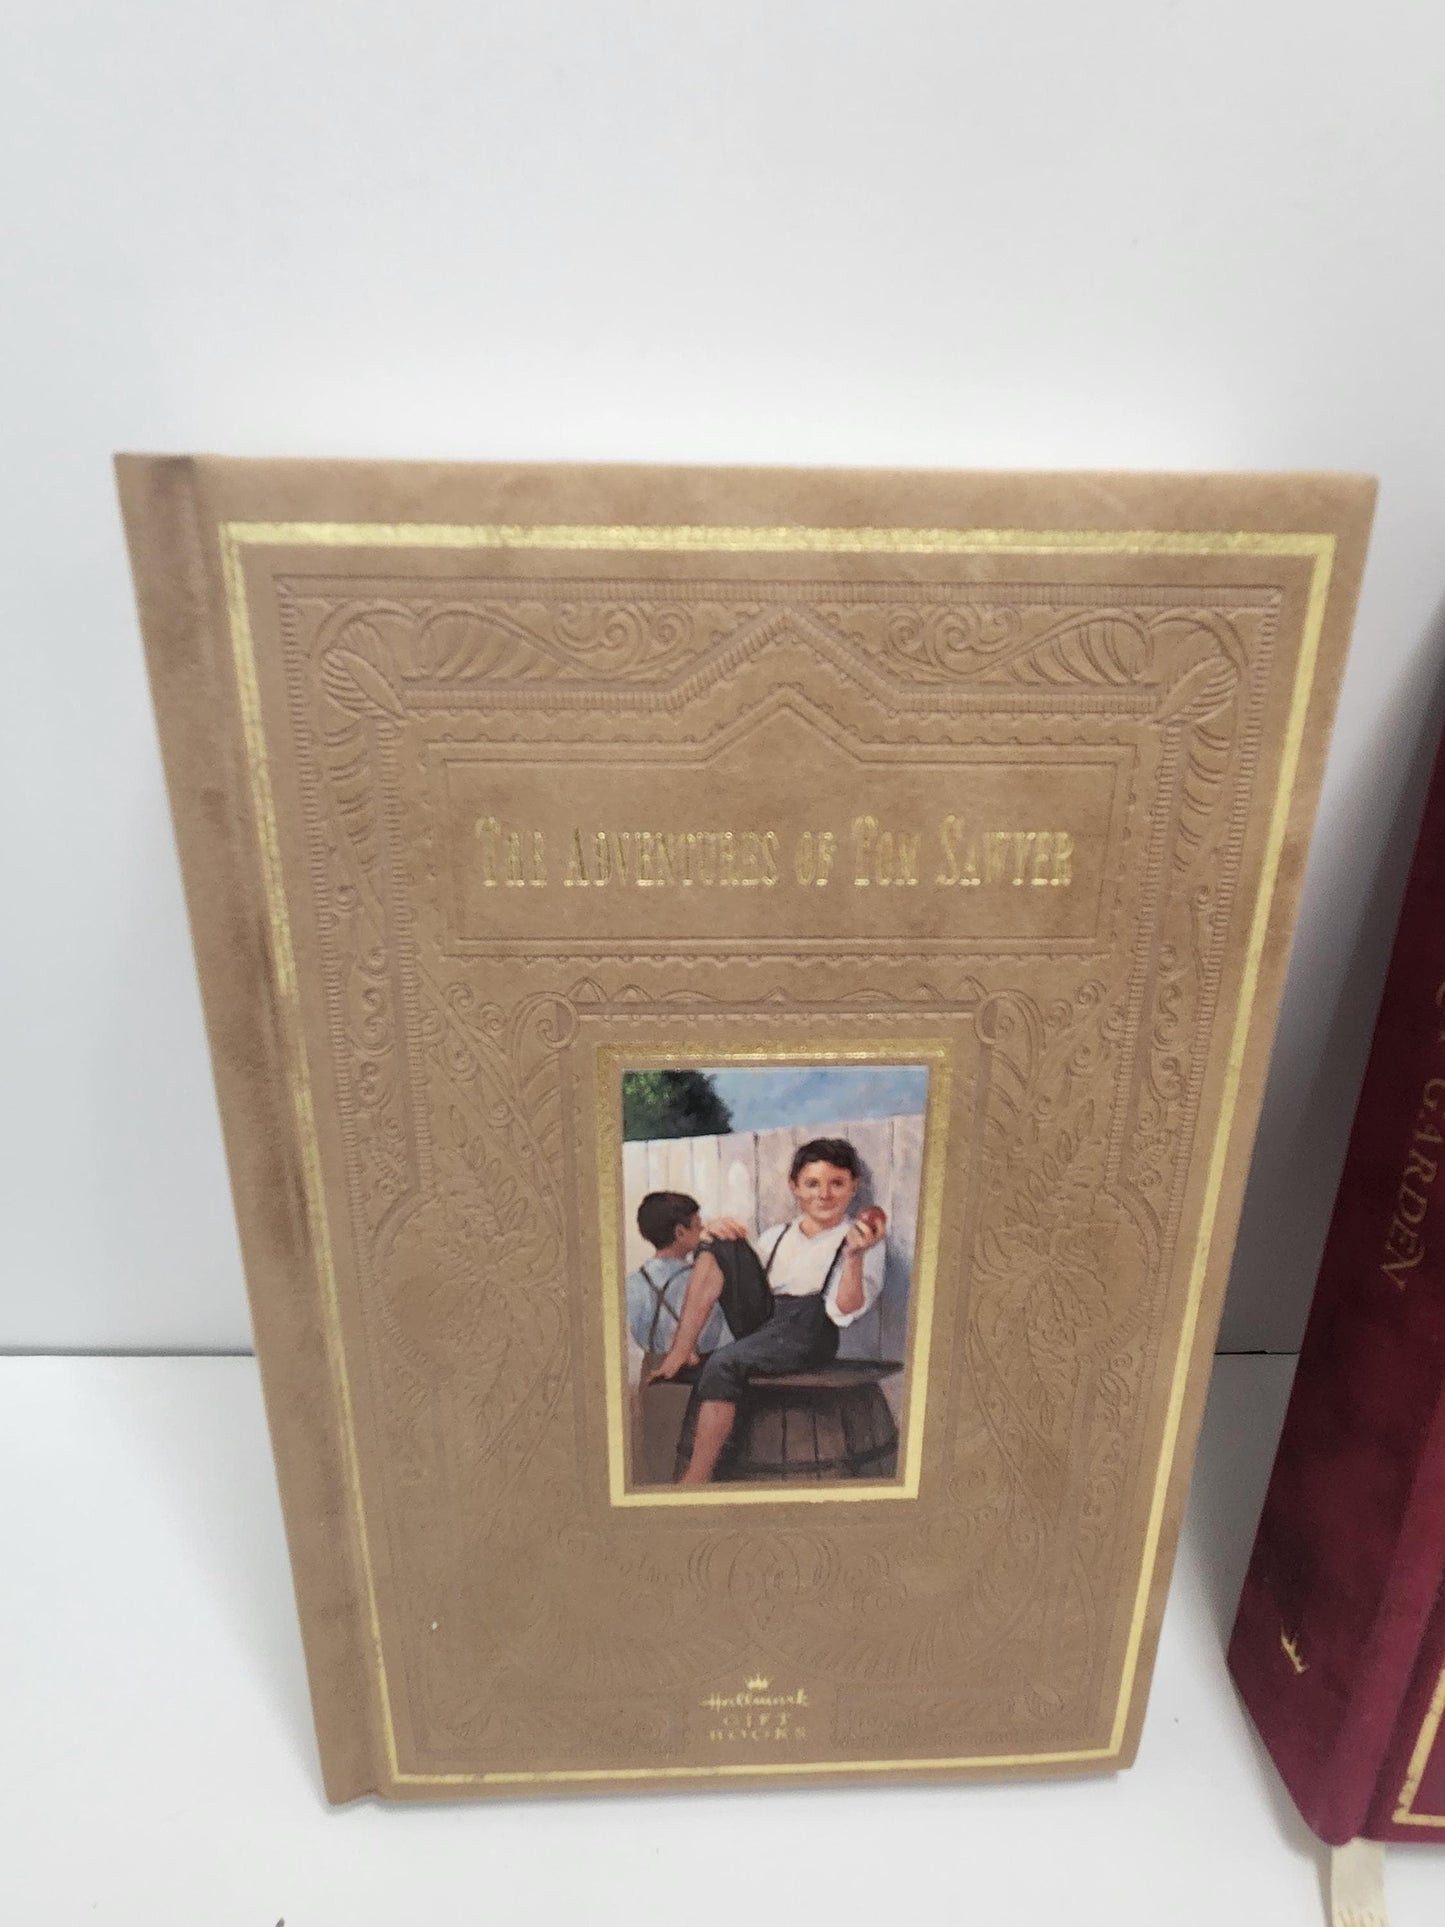 THE ADVENTURES OF TOM SAWYER
Hallmark
GIFT
BOOKS
GARDEN